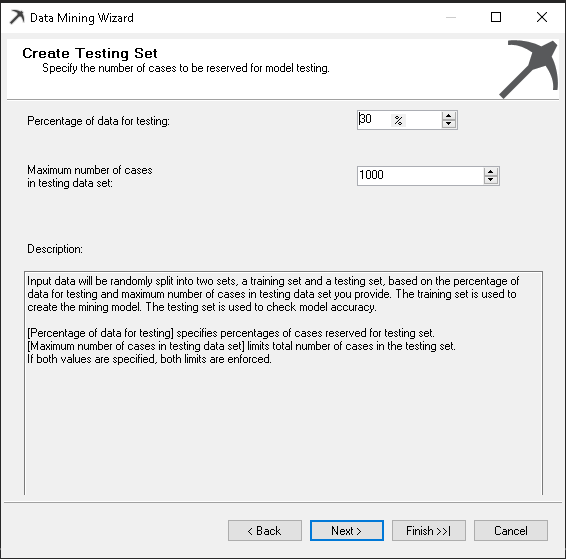 Data Mining Wizard
Create Testing Set
Specify the number of cases to be reserved for model testing.
Percentage of data for testing:
30 %
Maximum number of cases
in testing data set:
1000
Description:
Input data will be randomly split into two sets, a training set and a testing set, based on the percentage of
data for testing and maximum number of cases in testing data set you provide. The training set is used to
create the mining model. The testing set is used to check model accuracy.
[Percentage of data for testing] specifies percentages of cases reserved for testing set.
[Maximum number of cases in testing data set] limits total number of cases in the testing set.
If both values are specified, both limits are enforced.
< Back
Next >
Finish >>|
Cancel